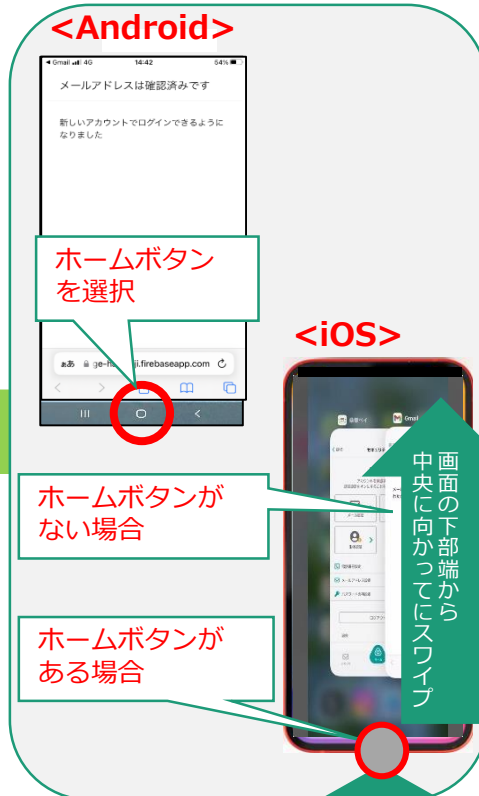 <Android>
Gmail 4G 14:42 54%
メールアドレスは確認済みです
新しいアカウントでログインできるように
なりました
ホームボタン
を選択
ぁあ
ji.firebaseapp.com
<iOS>
Gmail
画面の下部端から
中央に向かってにスワイプ
ホームボタンが
ない場合
ホームボタンが
ある場合